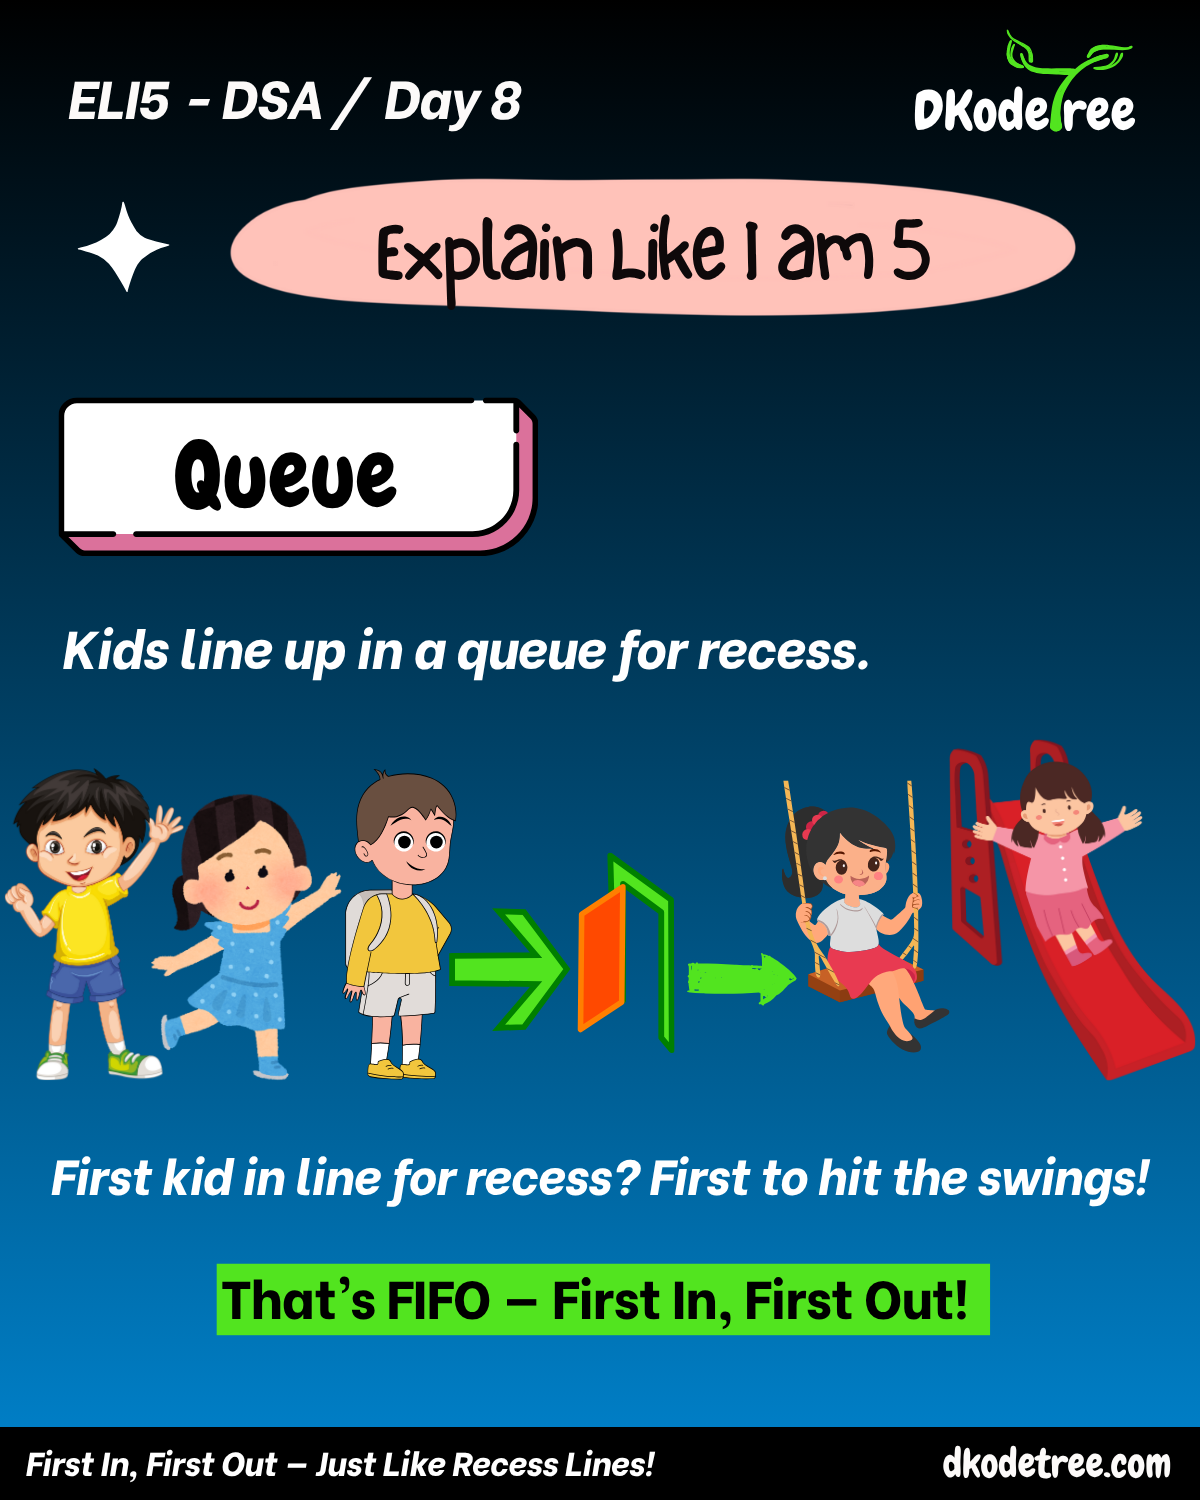 ELI5 - DSA / Day 8
DKodeTree
Explain Like I am 5
Queue
Kids line up in a queue for recess.
First kid in line for recess? First to hit the swings!
That's FIFO – First In, First Out!
First In, First Out – Just Like Recess Lines!
dkodetree.com